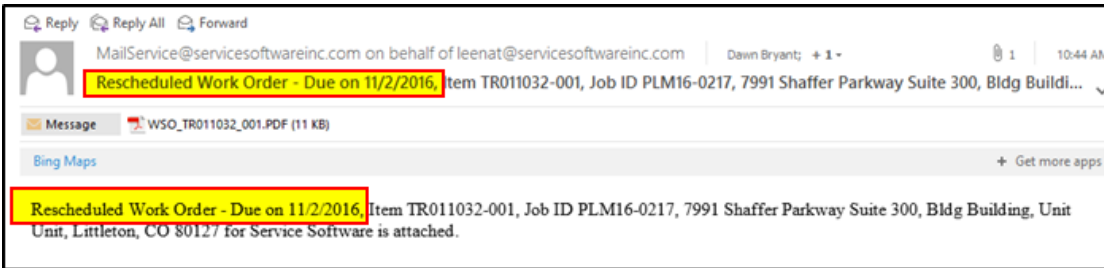 Reply Reply All Forward
MailService@servicesoftwareinc.com on behalf of leenat@servicesoftwareinc.com Dawn Bryant; + 1 1 10:44 AM
Rescheduled Work Order - Due on 11/2/2016, Item TR011032-001, Job ID PLM16-0217, 7991 Shaffer Parkway Suite 300, Bldg Buildi...
Message WSO_TR011032_001.PDF (11 KB)
Bing Maps + Get more apps
Rescheduled Work Order - Due on 11/2/2016, Item TR011032-001, Job ID PLM16-0217, 7991 Shaffer Parkway Suite 300, Bldg Building, Unit
Unit, Littleton, CO 80127 for Service Software is attached.